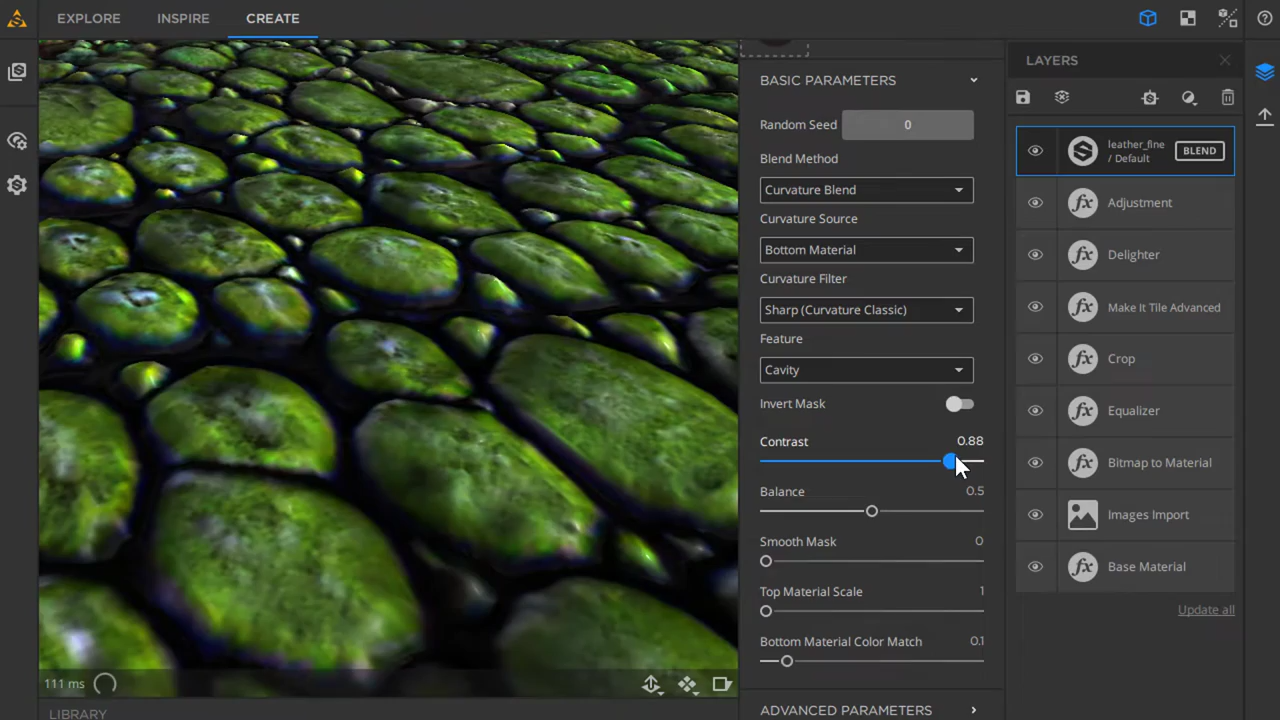 EXPLORE
INSPIRE
CREATE
BASIC PARAMETERS
Random Seed
0
Blend Method
Curvature Blend
Curvature Source
Bottom Material
Curvature Filter
Sharp (Curvature Classic)
Feature
Cavity
Invert Mask
Contrast
0.88
Balance
0.5
Smooth Mask
0
Top Material Scale
1
Bottom Material Color Match
0.1
ADVANCED PARAMETERS
LAYERS
leather_fine
/ Default
BLEND
Adjustment
Delighter
Make It Tile Advanced
Crop
Equalizer
Bitmap to Material
Images Import
Base Material
Update all
111 ms
LIBRARY